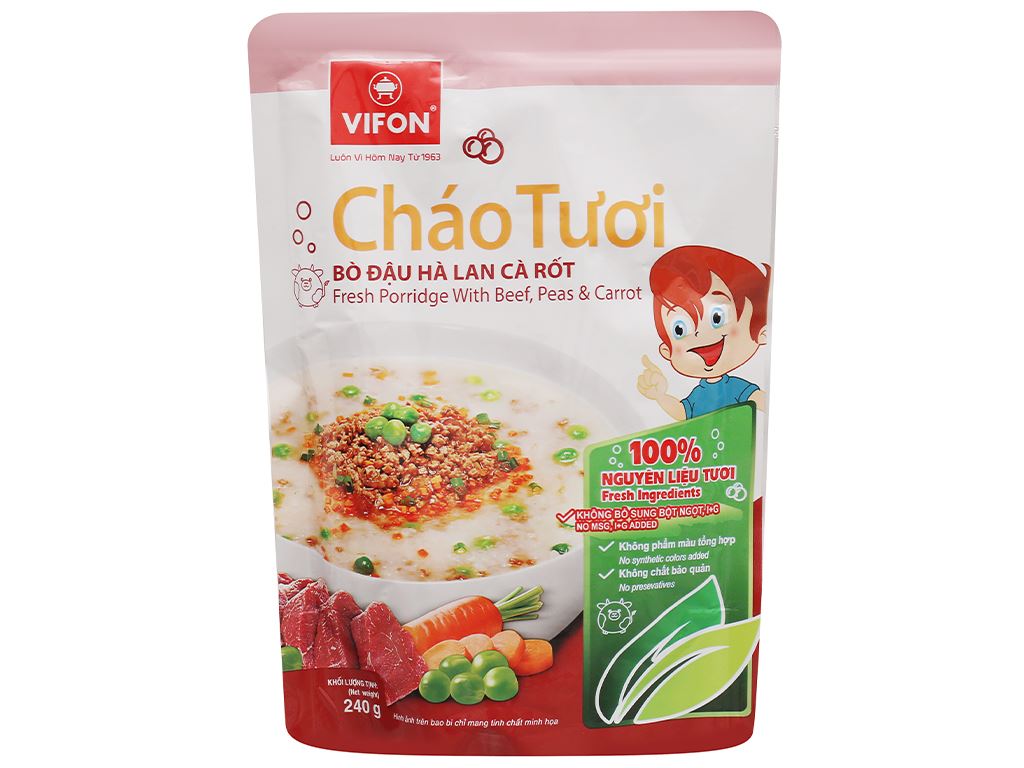 VIFON®
Luôn Vì Hôm Nay Từ 1963
Cháo Tươi
BÒ ĐẬU HÀ LAN CÀ RỐT
Fresh Porridge With Beef, Peas & Carrot
100%
NGUYÊN LIỆU TƯƠI
Fresh Ingredients
KHÔNG BỔ SUNG BỘT NGỌT, I+G
NO MSG, I+G ADDED
Không phẩm màu tổng hợp
No synthetic colors added
Không chất bảo quản
No presevatives
KHỐI LƯỢNG TỊNH:
(Net weight)
240 g
Hình ảnh trên bao bì chỉ mang tính chất minh họa